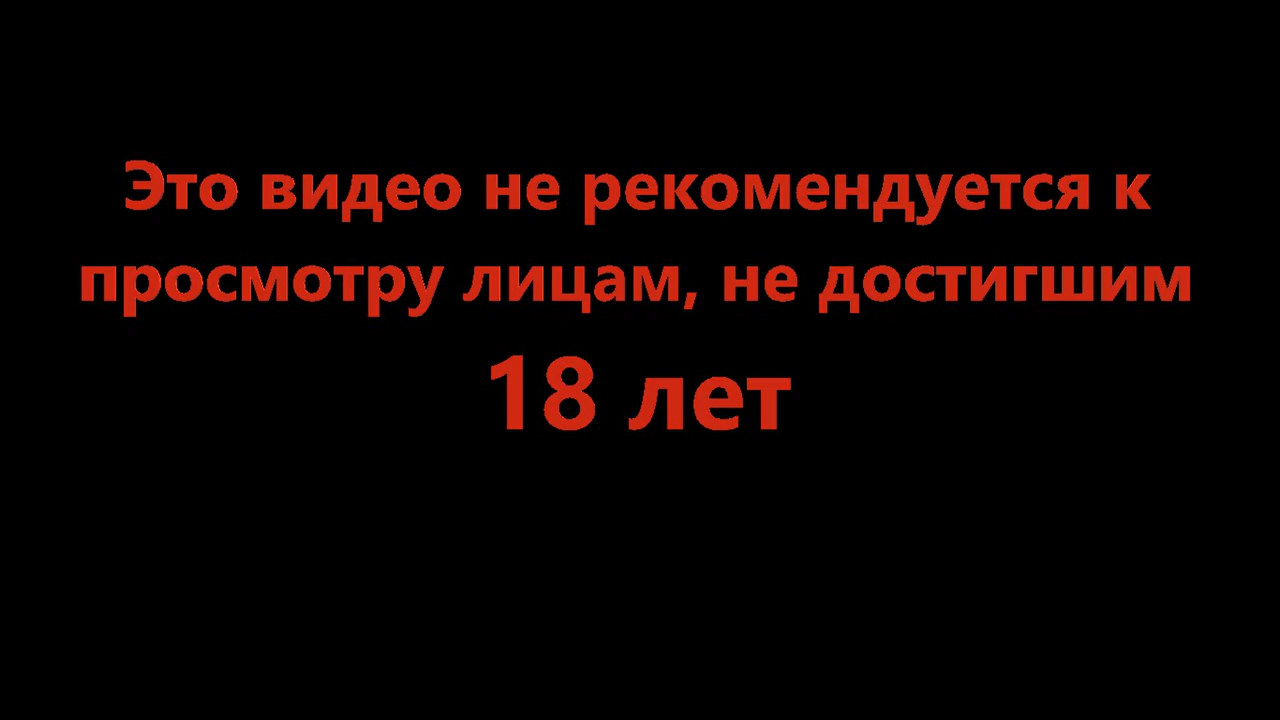 Это видео не рекомендуется к
просмотру лицам, не достигшим
18 лет